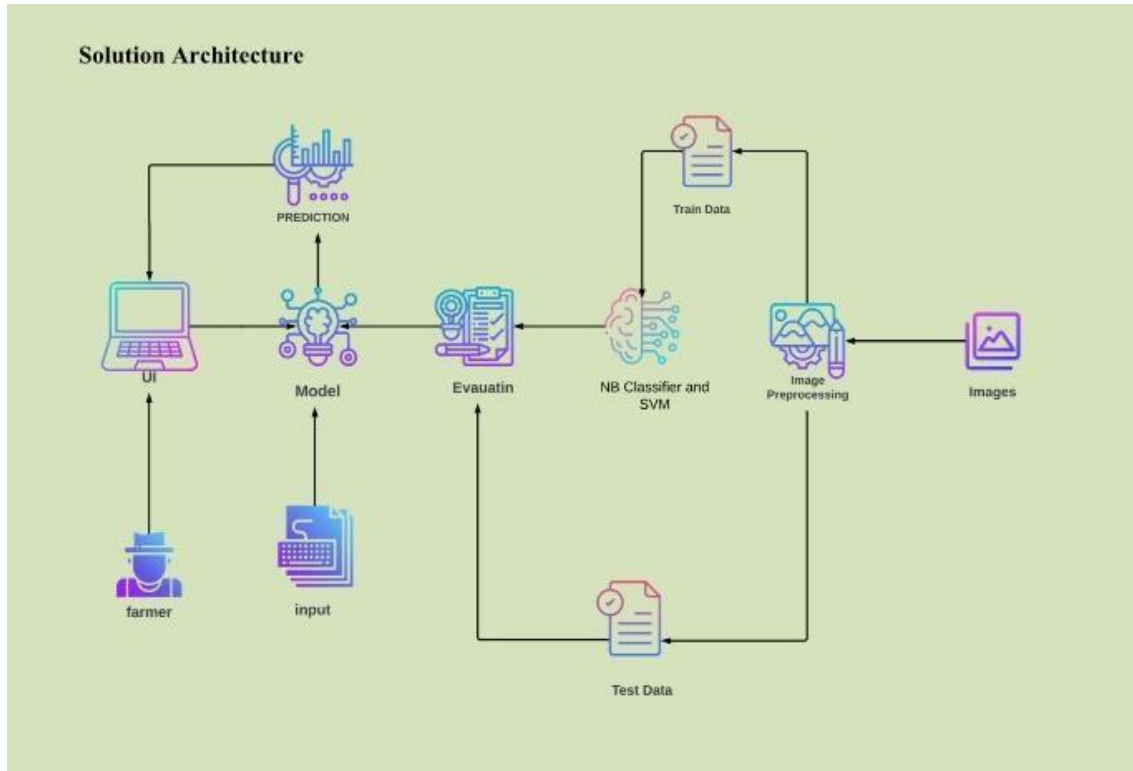 Solution Architecture
PREDICTION
Train Data
UI
Model
Evauatin
NB Classifier and
SVM
Image
Preprocessing
Images
farmer
input
Test Data